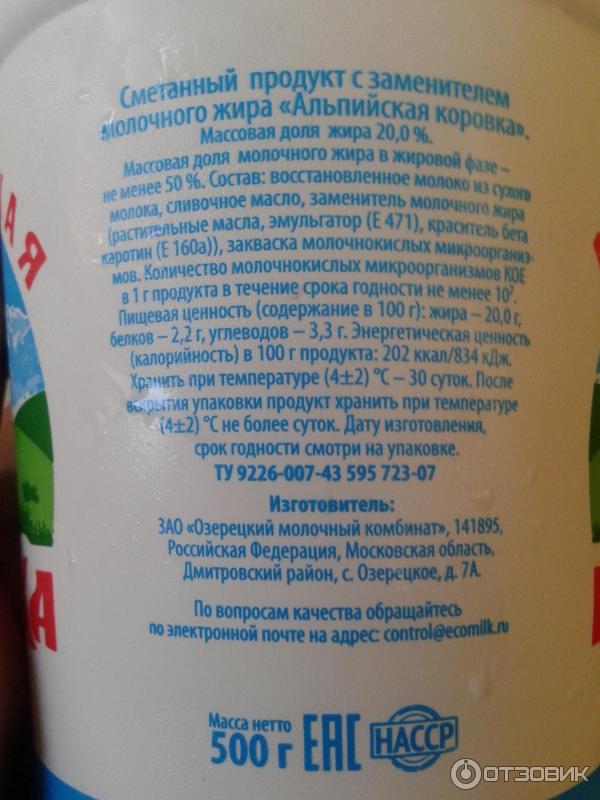 Сметанный продукт с заменителем
молочного жира «Альпийская коровка».
Массовая доля жира 20,0 %.
Массовая доля молочного жира в жировой фазе –
не менее 50 %. Состав: восстановленное молоко из сухого
молока, сливочное масло, заменитель молочного жира
(растительные масла, эмульгатор (Е 471), краситель бета
каротин (Е 160а)), закваска молочнокислых микроорганиз-
мов. Количество молочнокислых микроорганизмов КОЕ
в 1 г продукта в течение срока годности не менее 10⁷.
Пищевая ценность (содержание в 100 г): жира – 20,0 г,
белков – 2,2 г, углеводов – 3,3 г. Энергетическая ценность
(калорийность) в 100 г продукта: 202 ккал/834 кДж.
Хранить при температуре (4±2) °С – 30 суток. После
вскрытия упаковки продукт хранить при температуре
(4±2) °С не более суток. Дату изготовления,
срок годности смотри на упаковке.
ТУ 9226-007-43 595 723-07
Изготовитель:
ЗАО «Озерецкий молочный комбинат», 141895,
Российская Федерация, Московская область,
Дмитровский район, с. Озерецкое, д. 7А.
По вопросам качества обращайтесь
по электронной почте на адрес: control@ecomilk.ru
Масса нетто
500 г
ЕАС
НАССР
АЯ
КА
ОТЗОВИК